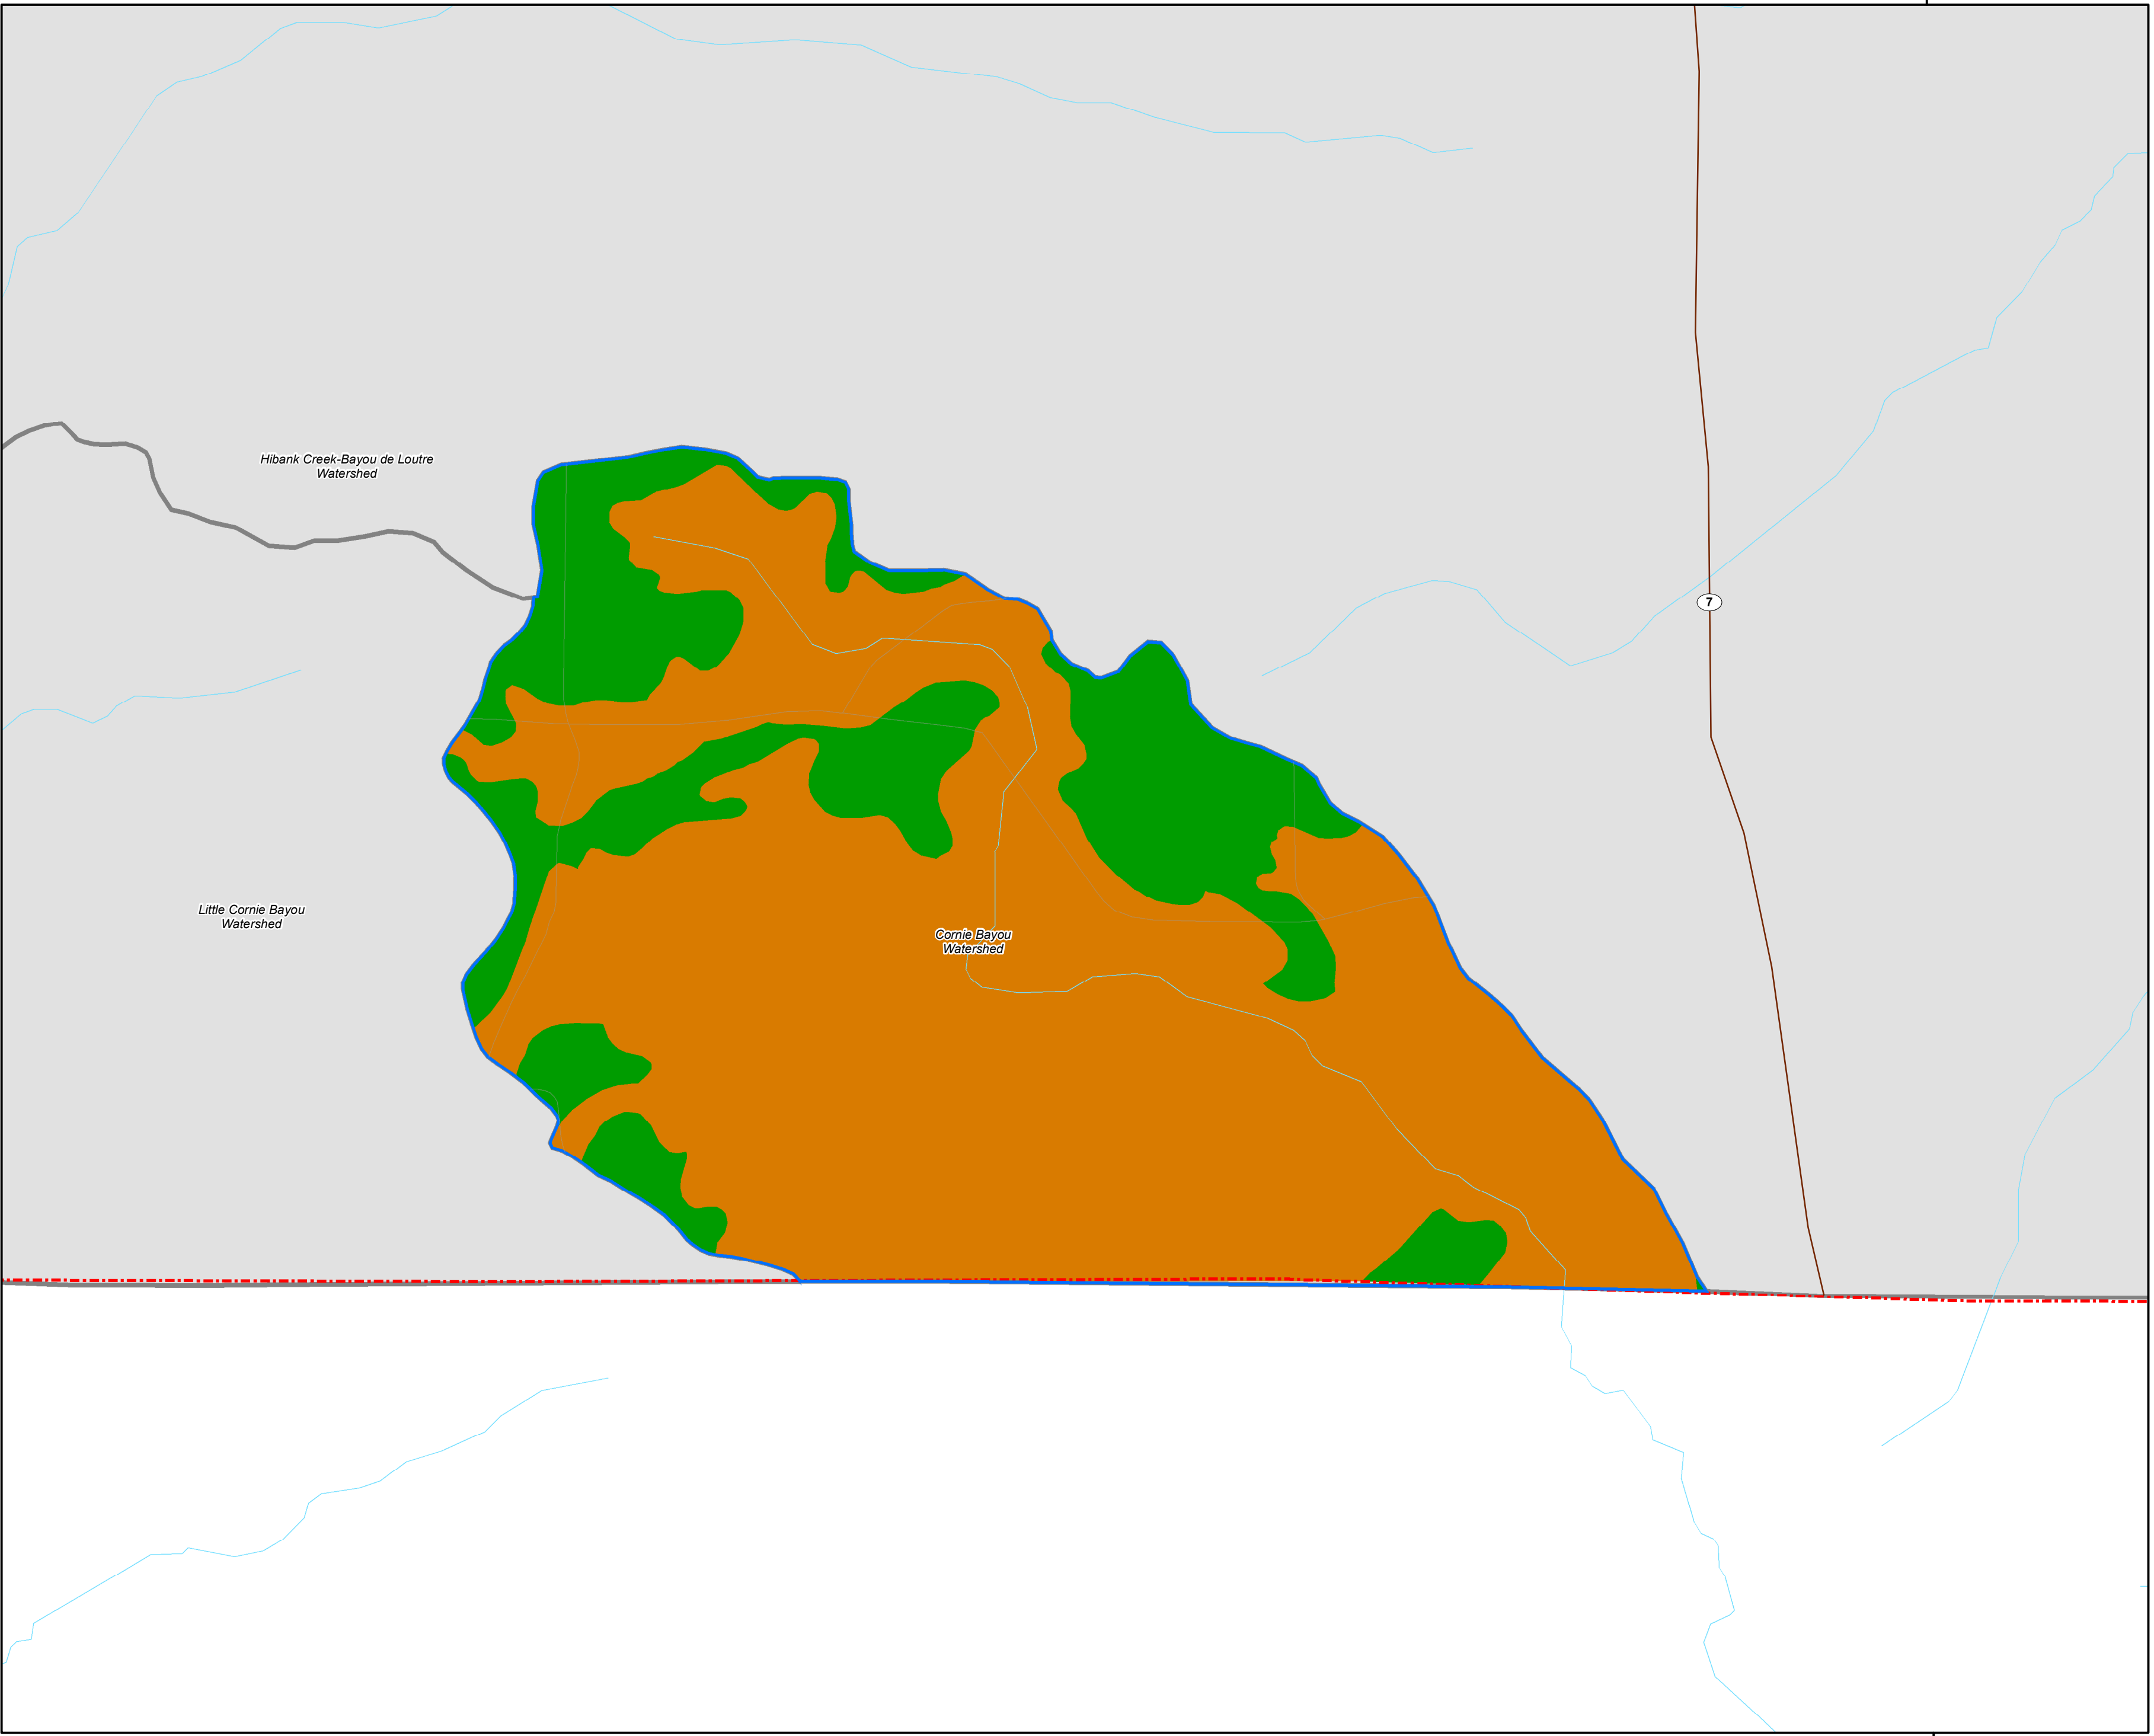 Hibank Creek-Bayou de Loutre
Watershed
7
Little Cornie Bayou
Watershed
Cornie Bayou
Watershed